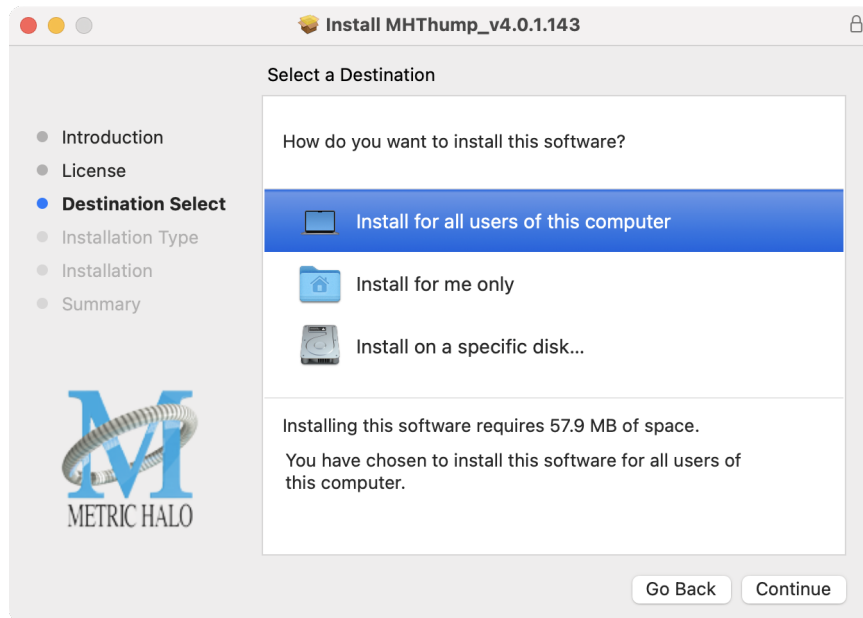 Install MHThump_v4.0.1.143
Select a Destination
Introduction
License
Destination Select
Installation Type
Installation
Summary
METRIC HALO
How do you want to install this software?
Install for all users of this computer
Install for me only
Install on a specific disk...
Installing this software requires 57.9 MB of space.
You have chosen to install this software for all users of
this computer.
Go Back
Continue